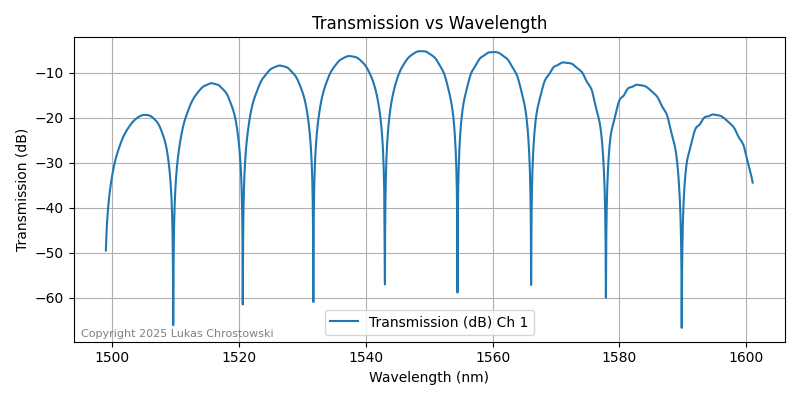 Transmission vs Wavelength
Transmission (dB)
−10
−20
−30
−40
−50
−60
Transmission (dB) Ch 1
Copyright 2025 Lukas Chrostowski
1500
1520
1540
1560
1580
1600
Wavelength (nm)